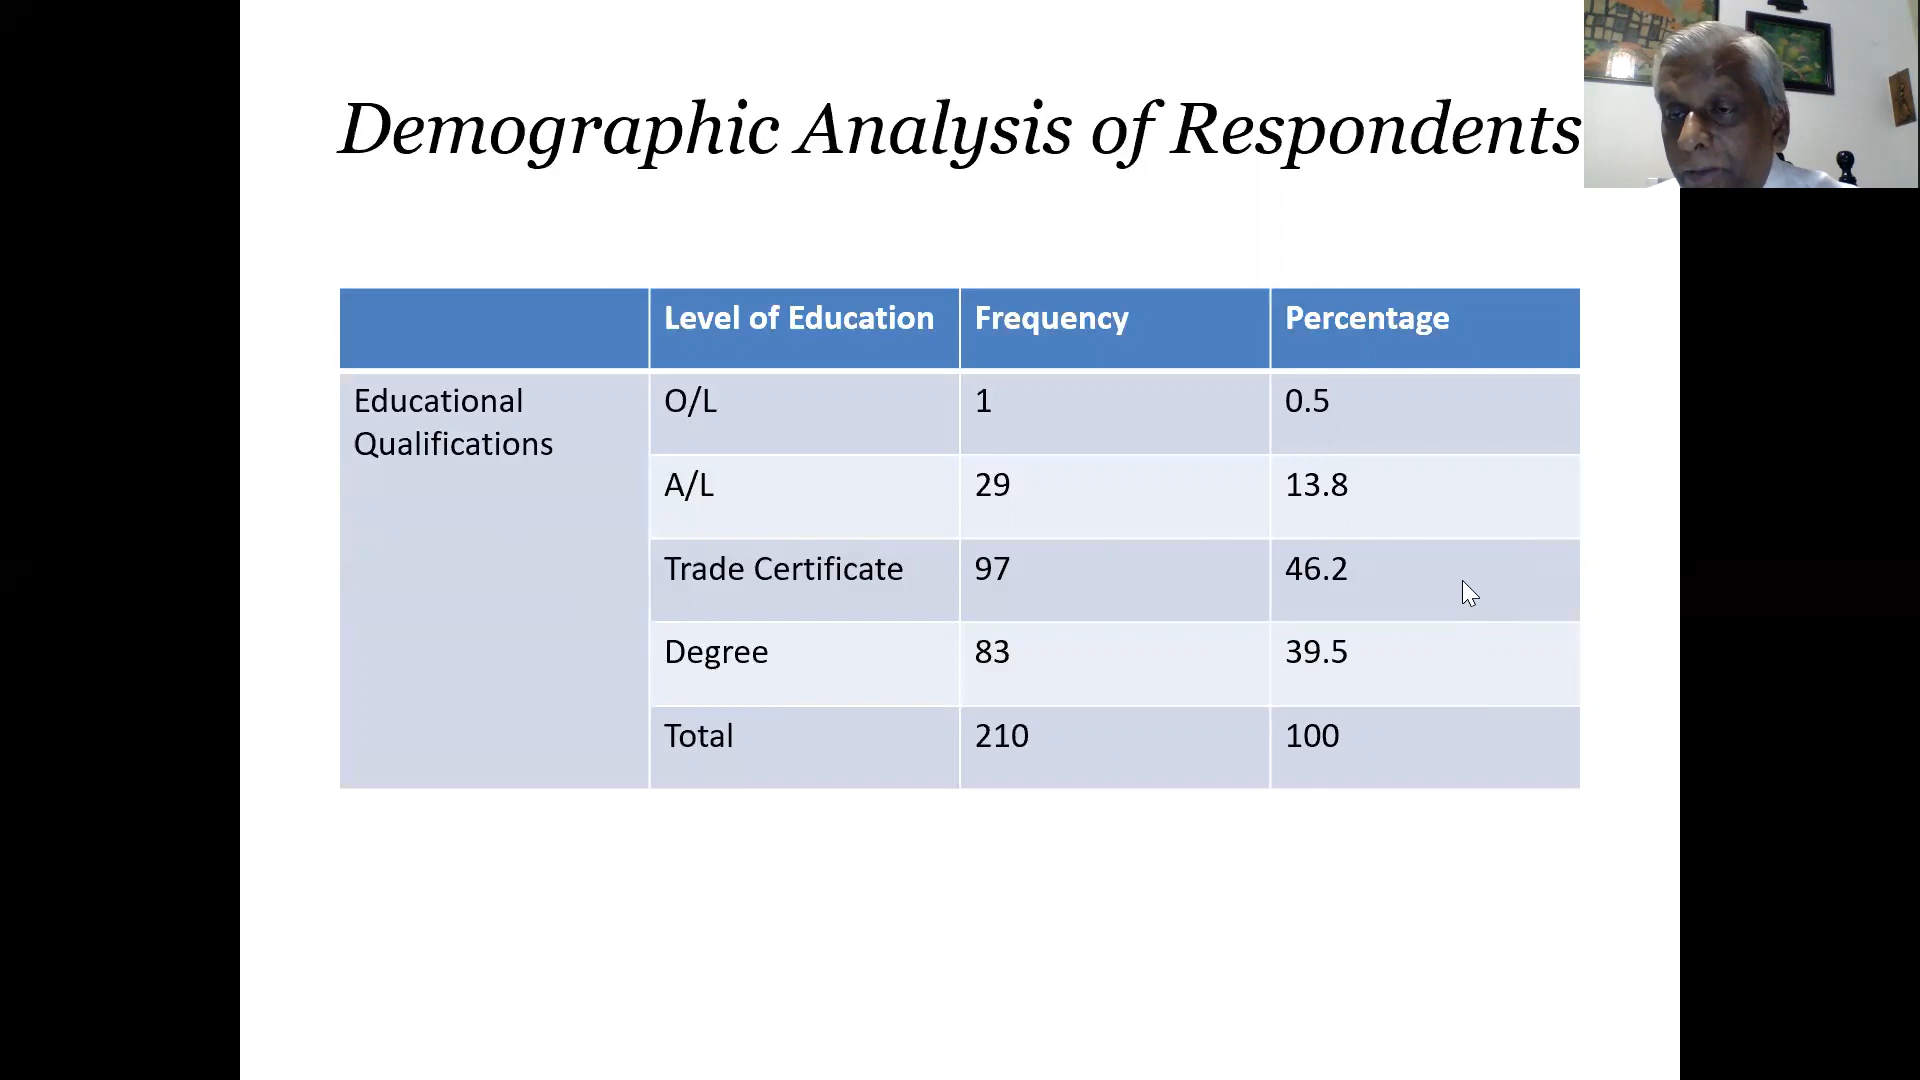 Demographic Analysis of Respondents
Level of Education Frequency Percentage
Educational Qualifications O/L 1 0.5
A/L 29 13.8
Trade Certificate 97 46.2
Degree 83 39.5
Total 210 100